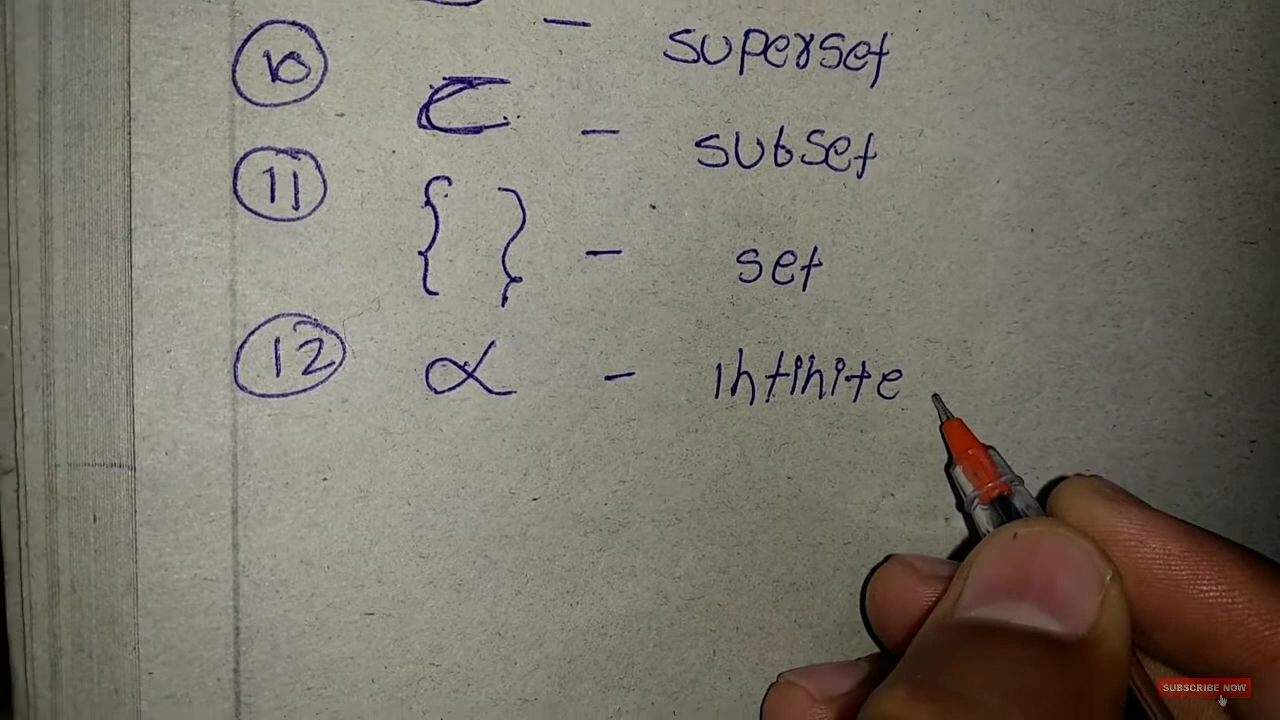 – superset
10 ⊂ – subset
11 { } – set
12 ∝ – infinite
SUBSCRIBE NOW